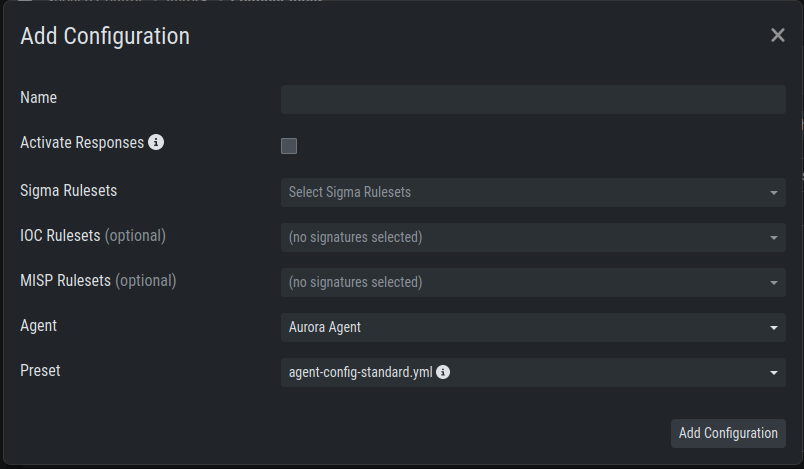 Add Configuration
Name
Activate Responses
Sigma Rulesets Select Sigma Rulesets
IOC Rulesets (optional) (no signatures selected)
MISP Rulesets (optional) (no signatures selected)
Agent Aurora Agent
Preset agent-config-standard.yml
Add Configuration